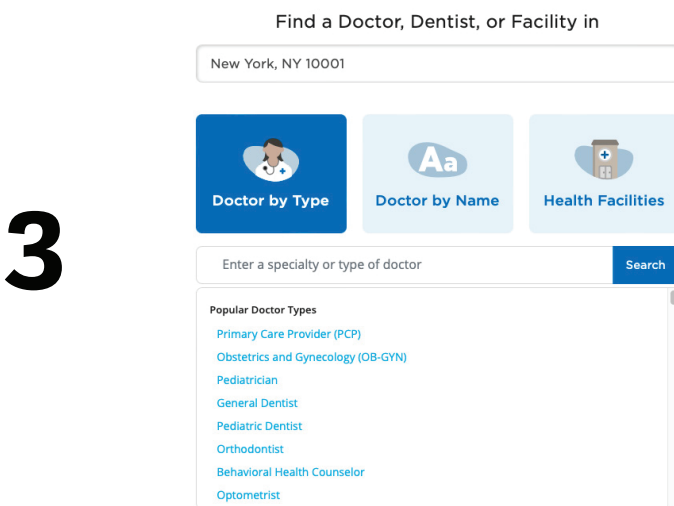 Find a Doctor, Dentist, or Facility in
New York, NY 10001
3
Aa
Doctor by Type
Doctor by Name
Health Facilities
Enter a specialty or type of doctor
Search
Popular Doctor Types
Primary Care Provider (PCP)
Obstetrics and Gynecology (OB-GYN)
Pediatrician
General Dentist
Pediatric Dentist
Orthodontist
Behavioral Health Counselor
Optometrist